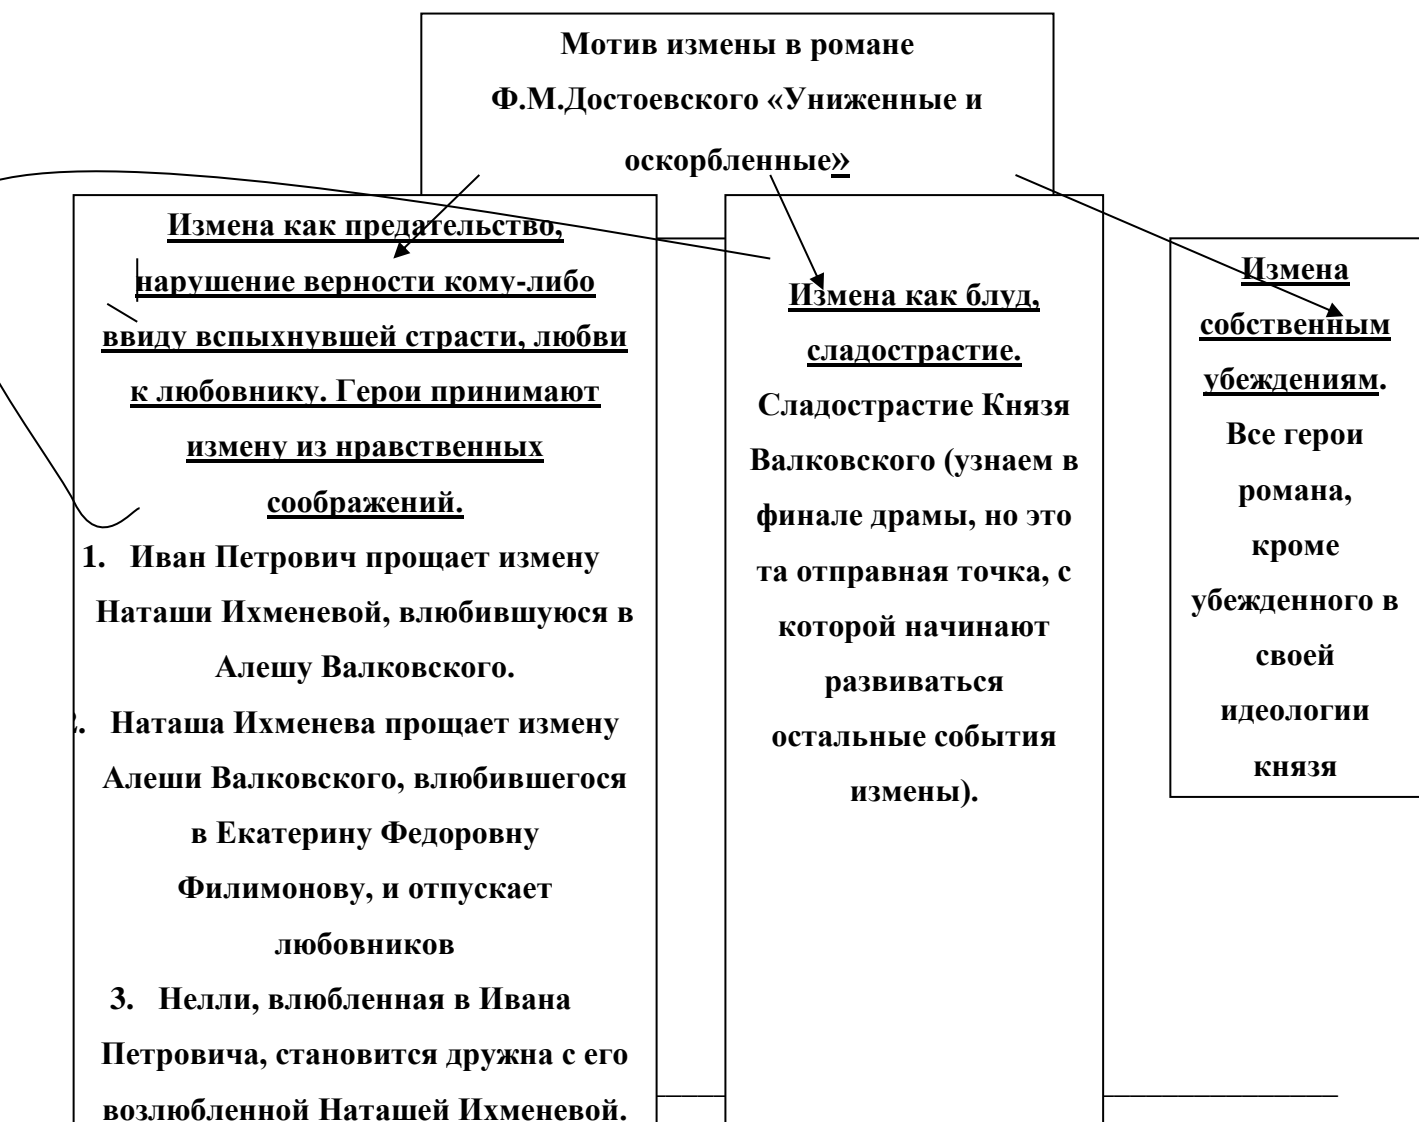 Мотив измены в романе
Ф.М.Достоевского «Униженные и
оскорбленные»
Измена как предательство,
нарушение верности кому-либо
ввиду вспыхнувшей страсти, любви
к любовнику. Герои принимают
измену из нравственных
соображений.
1. Иван Петрович прощает измену
Наташи Ихменевой, влюбившуюся в
Алешу Валковского.
2. Наташа Ихменева прощает измену
Алеши Валковского, влюбившегося
в Екатерину Федоровну
Филимонову, и отпускает
любовников
3. Нелли, влюбленная в Ивана
Петровича, становится дружна с его
возлюбленной Наташей Ихменевой.
Измена как блуд,
сладострастие.
Сладострастие Князя
Валковского (узнаем в
финале драмы, но это
та отправная точка, с
которой начинают
развиваться
остальные события
измены).
Измена
собственным
убеждениям.
Все герои
романа,
кроме
убежденного в
своей
идеологии
князя